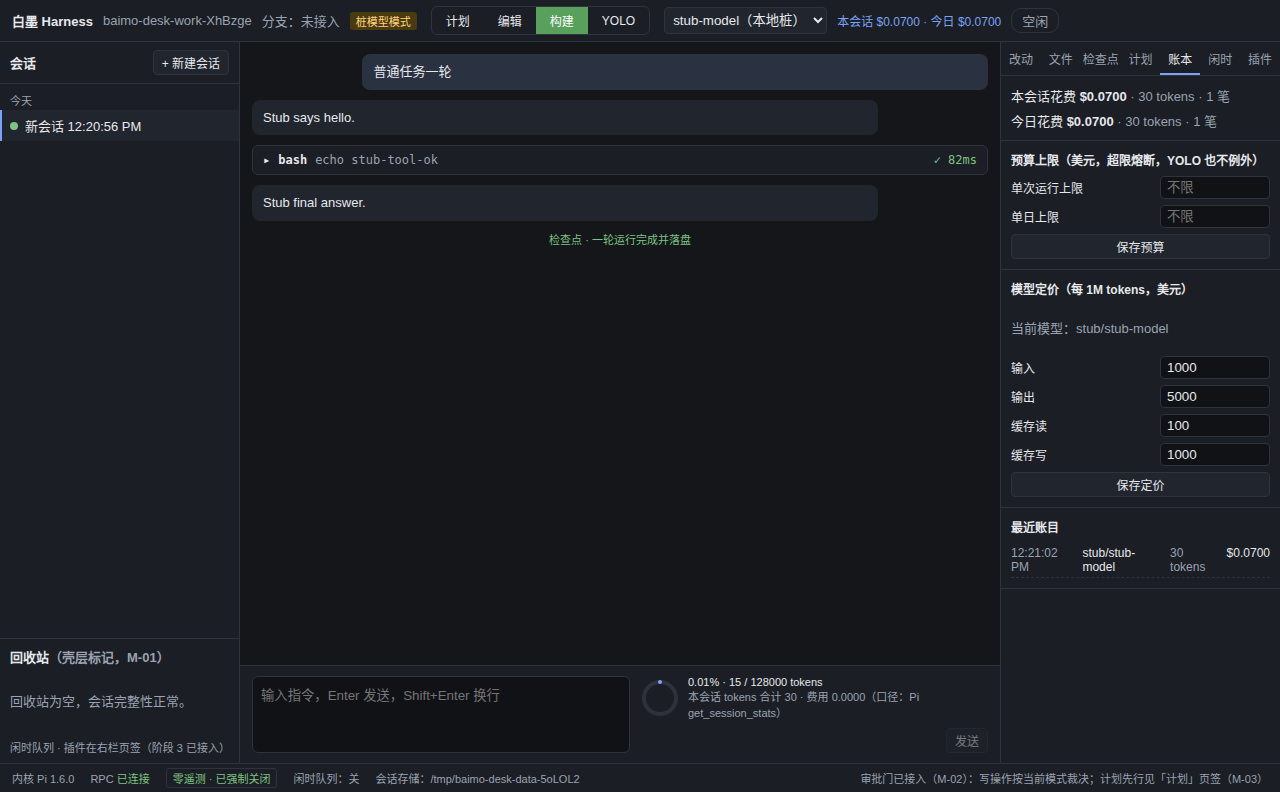 白墨 Harness baimo-desk-work-XhBzge 分支：未接入 桩模型模式 计划 编辑 构建 YOLO stub-model（本地桩） 本会话 $0.0700 · 今日 $0.0700 空闲
会话 + 新建会话
今天
新会话 12:20:56 PM
回收站（壳层标记，M-01）
回收站为空，会话完整性正常。
闲时队列 · 插件在右栏页签（阶段 3 已接入）
普通任务一轮
Stub says hello.
▸ bash echo stub-tool-ok ✓ 82ms
Stub final answer.
检查点 · 一轮运行完成并落盘
输入指令，Enter 发送，Shift+Enter 换行
0.01% · 15 / 128000 tokens
本会话 tokens 合计 30 · 费用 0.0000（口径：Pi
get_session_stats）
发送
改动 文件 检查点 计划 账本 闲时 插件
本会话花费 $0.0700 · 30 tokens · 1 笔
今日花费 $0.0700 · 30 tokens · 1 笔
预算上限（美元，超限熔断，YOLO 也不例外）
单次运行上限 不限
单日上限 不限
保存预算
模型定价（每 1M tokens，美元）
当前模型：stub/stub-model
输入 1000
输出 5000
缓存读 100
缓存写 1000
保存定价
最近账目
12:21:02 stub/stub- 30 $0.0700
PM model tokens
内核 Pi 1.6.0 RPC 已连接 零遥测 · 已强制关闭 闲时队列：关 会话存储：/tmp/baimo-desk-data-5oLOL2 审批门已接入（M-02）：写操作按当前模式裁决；计划先行见「计划」页签（M-03）